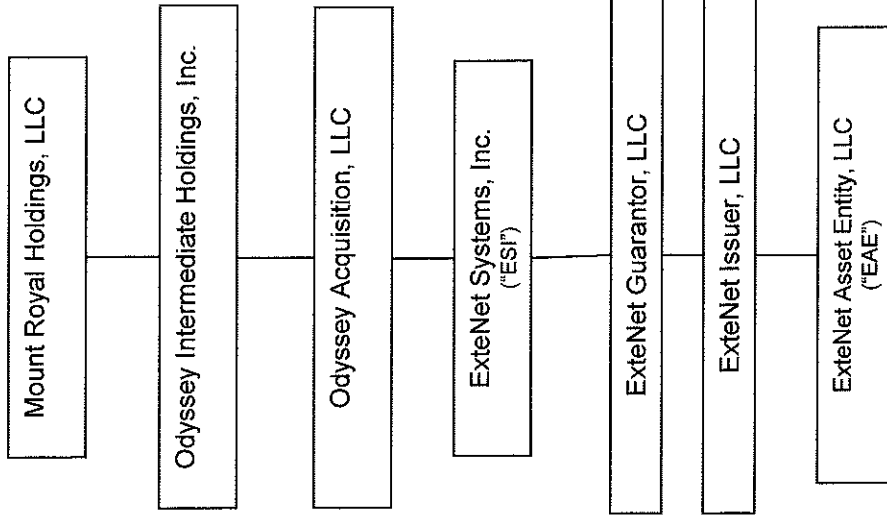 Mount Royal Holdings, LLC
Odyssey Intermediate Holdings, Inc.
Odyssey Acquisition, LLC
ExteNet Systems, Inc.
("ESI")
ExteNet Guarantor, LLC
ExteNet Issuer, LLC
ExteNet Asset Entity, LLC
("EAE")